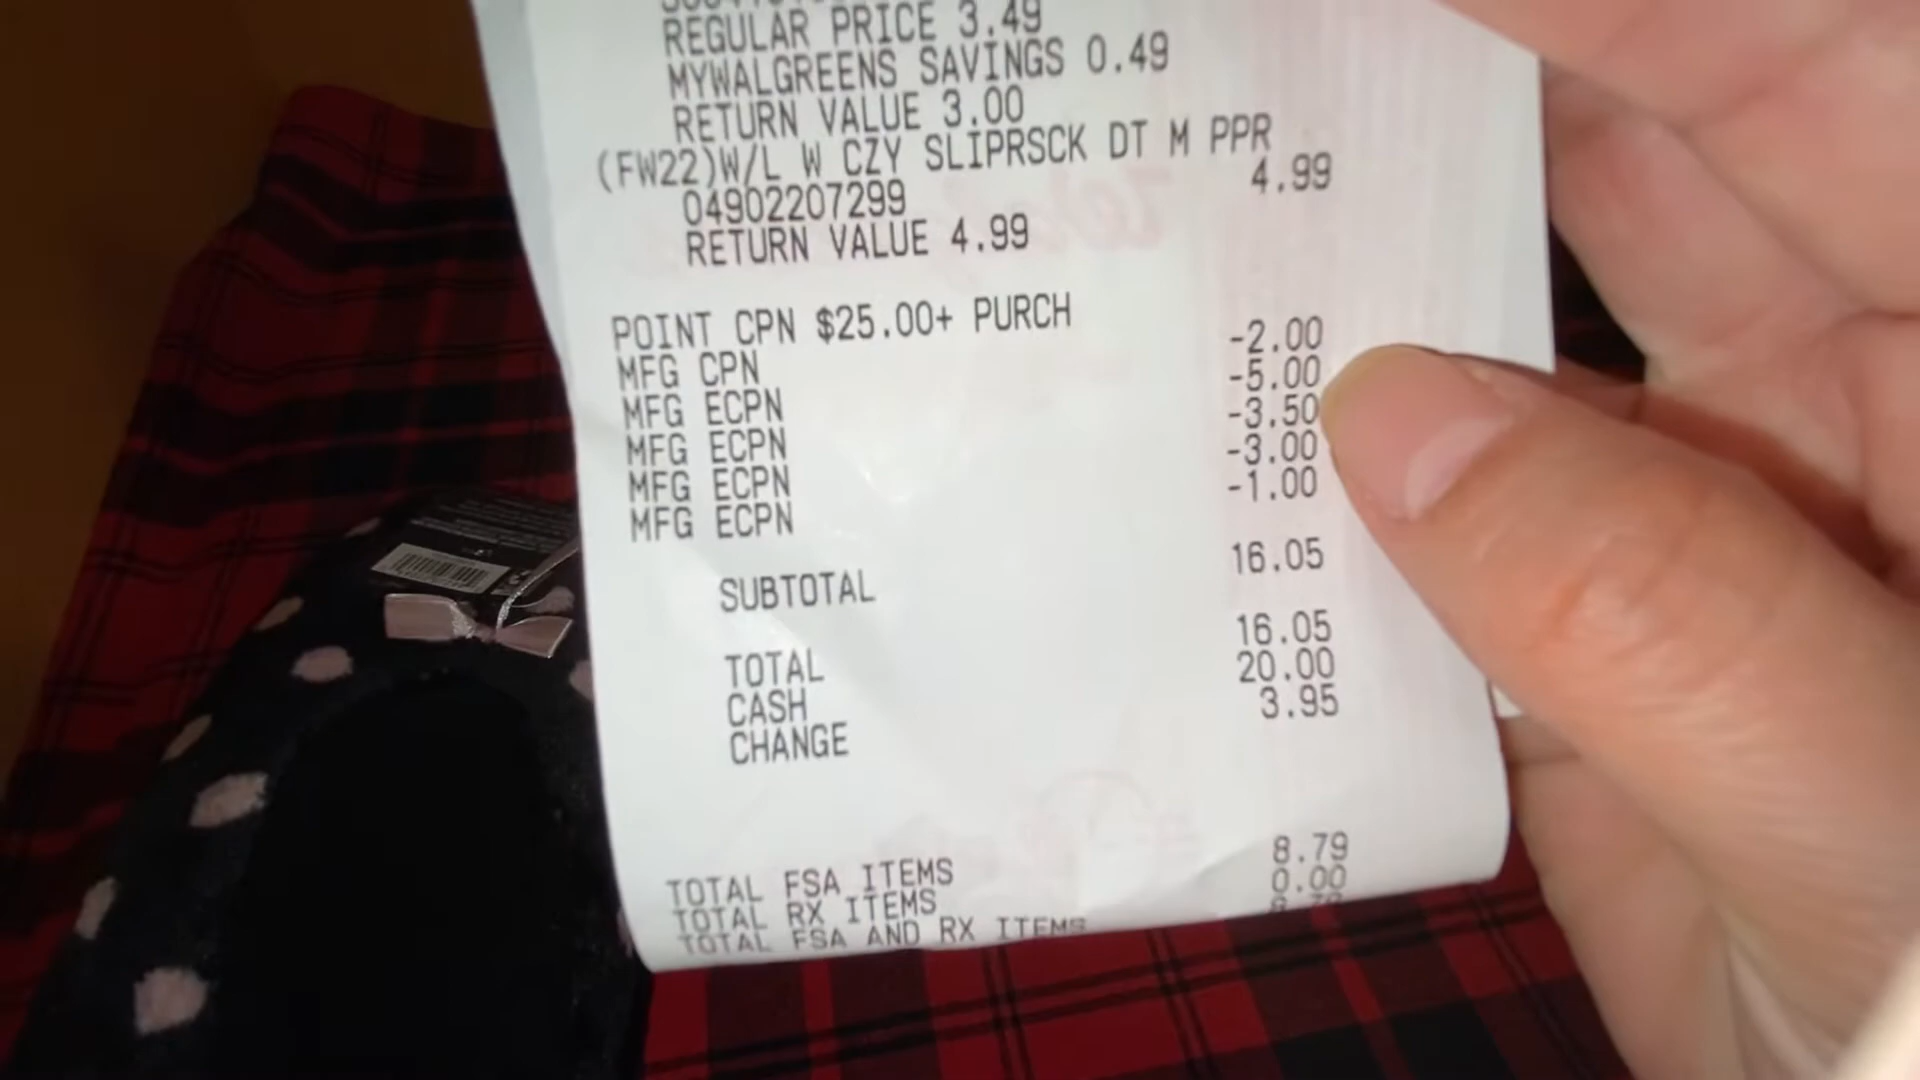 REGULAR PRICE 3.49
MYWALGREENS SAVINGS 0.49
RETURN VALUE 3.00
(FW22)W/L W CZY SLIPRSCK DT M PPR
04902207299 4.99
RETURN VALUE 4.99
POINT CPN $25.00+ PURCH
MFG CPN -2.00
MFG ECPN -5.00
MFG ECPN -3.50
MFG ECPN -3.00
MFG ECPN -1.00
SUBTOTAL 16.05
TOTAL 16.05
CASH 20.00
CHANGE 3.95
TOTAL FSA ITEMS 8.79
TOTAL RX ITEMS 0.00
TOTAL FSA AND RX ITEMS